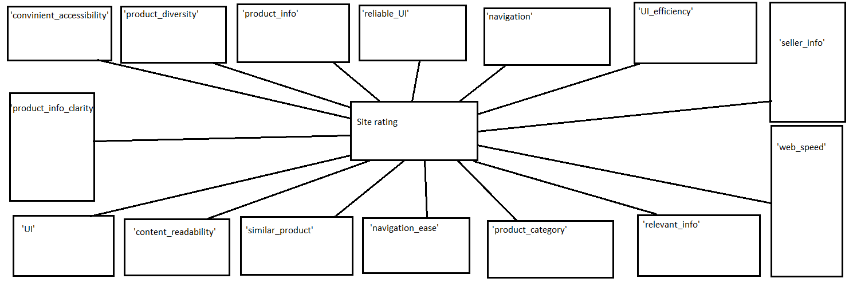 'convinient_accessibility'
'product_diversity'
'product_info'
'reliable_UI'
'navigation'
'UI_efficiency'
'seller_info'
'product_info_clarity
Site rating
'web_speed'
'UI'
'content_readability'
'similar_product'
'navigation_ease'
'product_category'
'relevant_info'